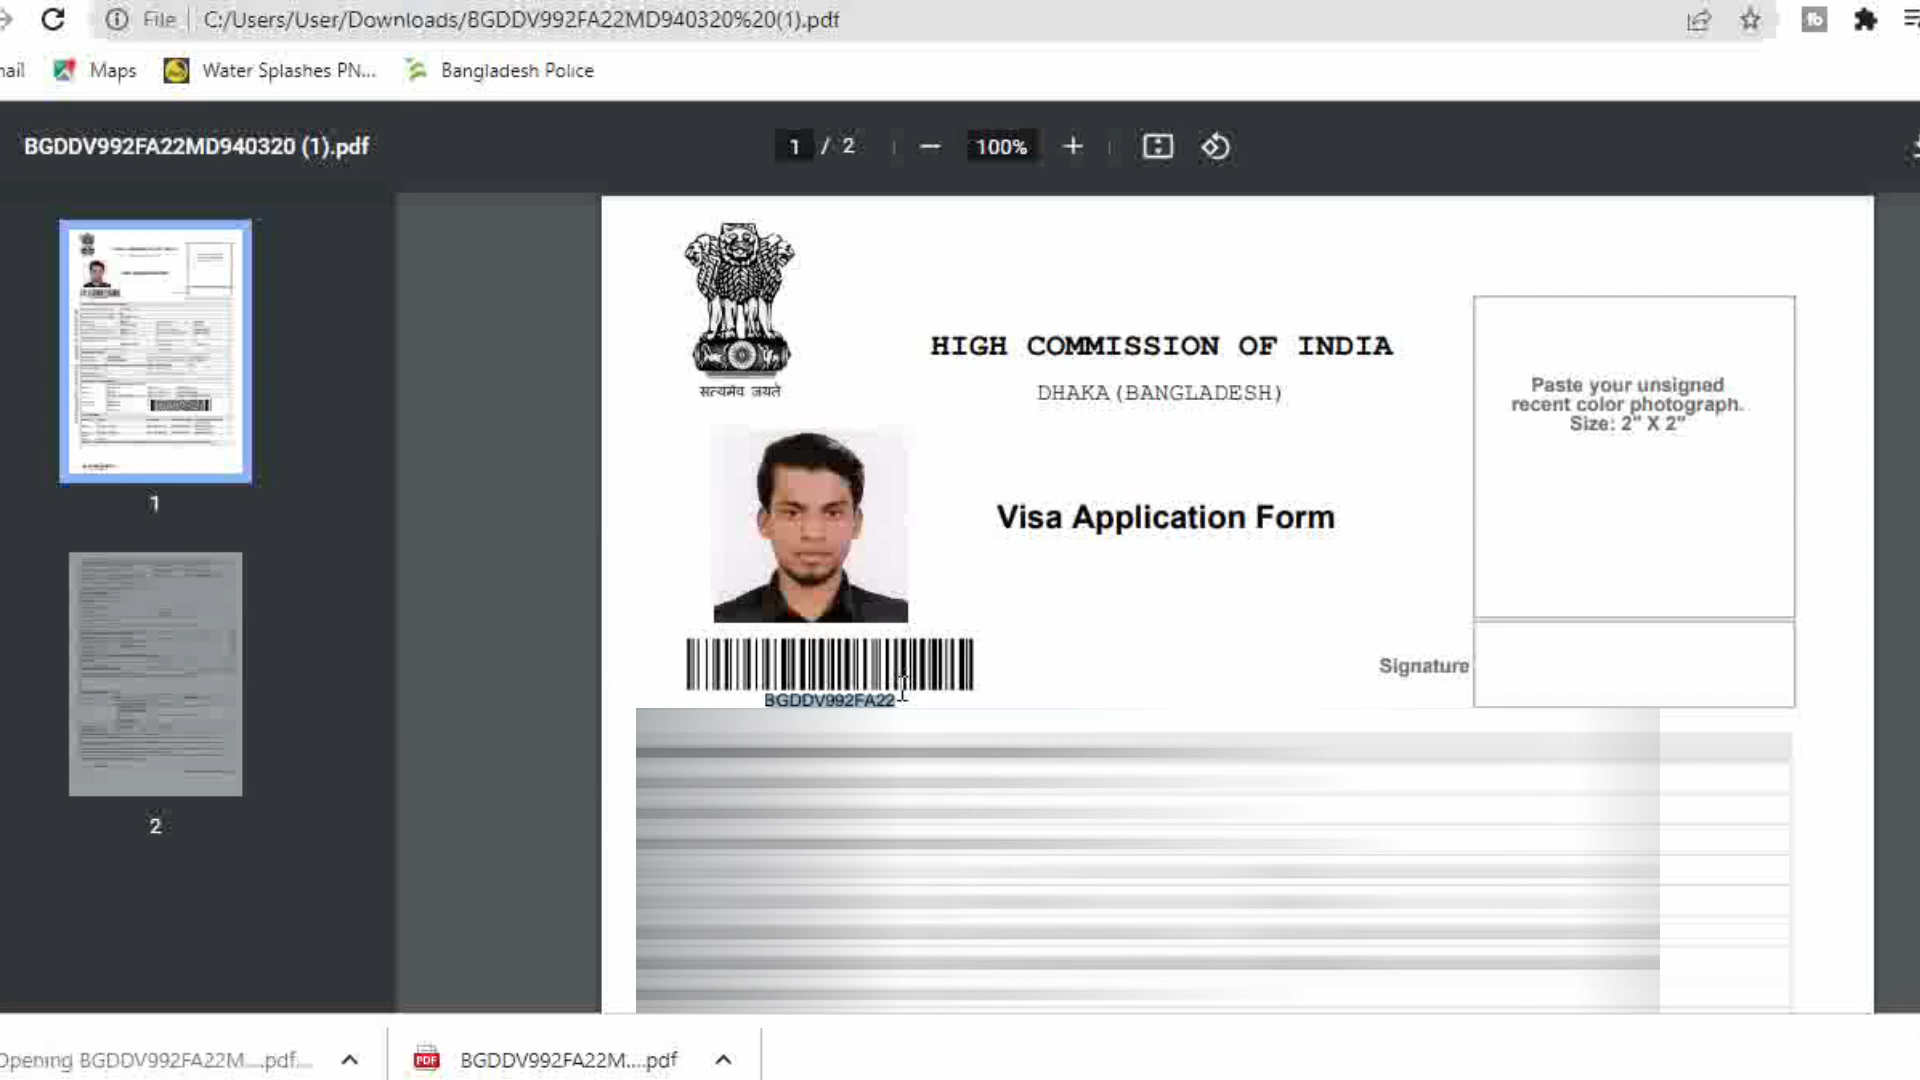 File
C:/Users/User/Downloads/BGDDV992FA22MD940320%20(1).pdf
Maps
Water Splashes PN...
Bangladesh Police
BGDDV992FA22MD940320 (1).pdf
1 / 2
100%
सत्यमेव जयते
HIGH COMMISSION OF INDIA
DHAKA(BANGLADESH)
Paste your unsigned
recent color photograph.
Size: 2" X 2"
Visa Application Form
Signature
BGDDV992FA22
1
2
Opening BGDDV992FA22M....pdf...
PDF
BGDDV992FA22M....pdf